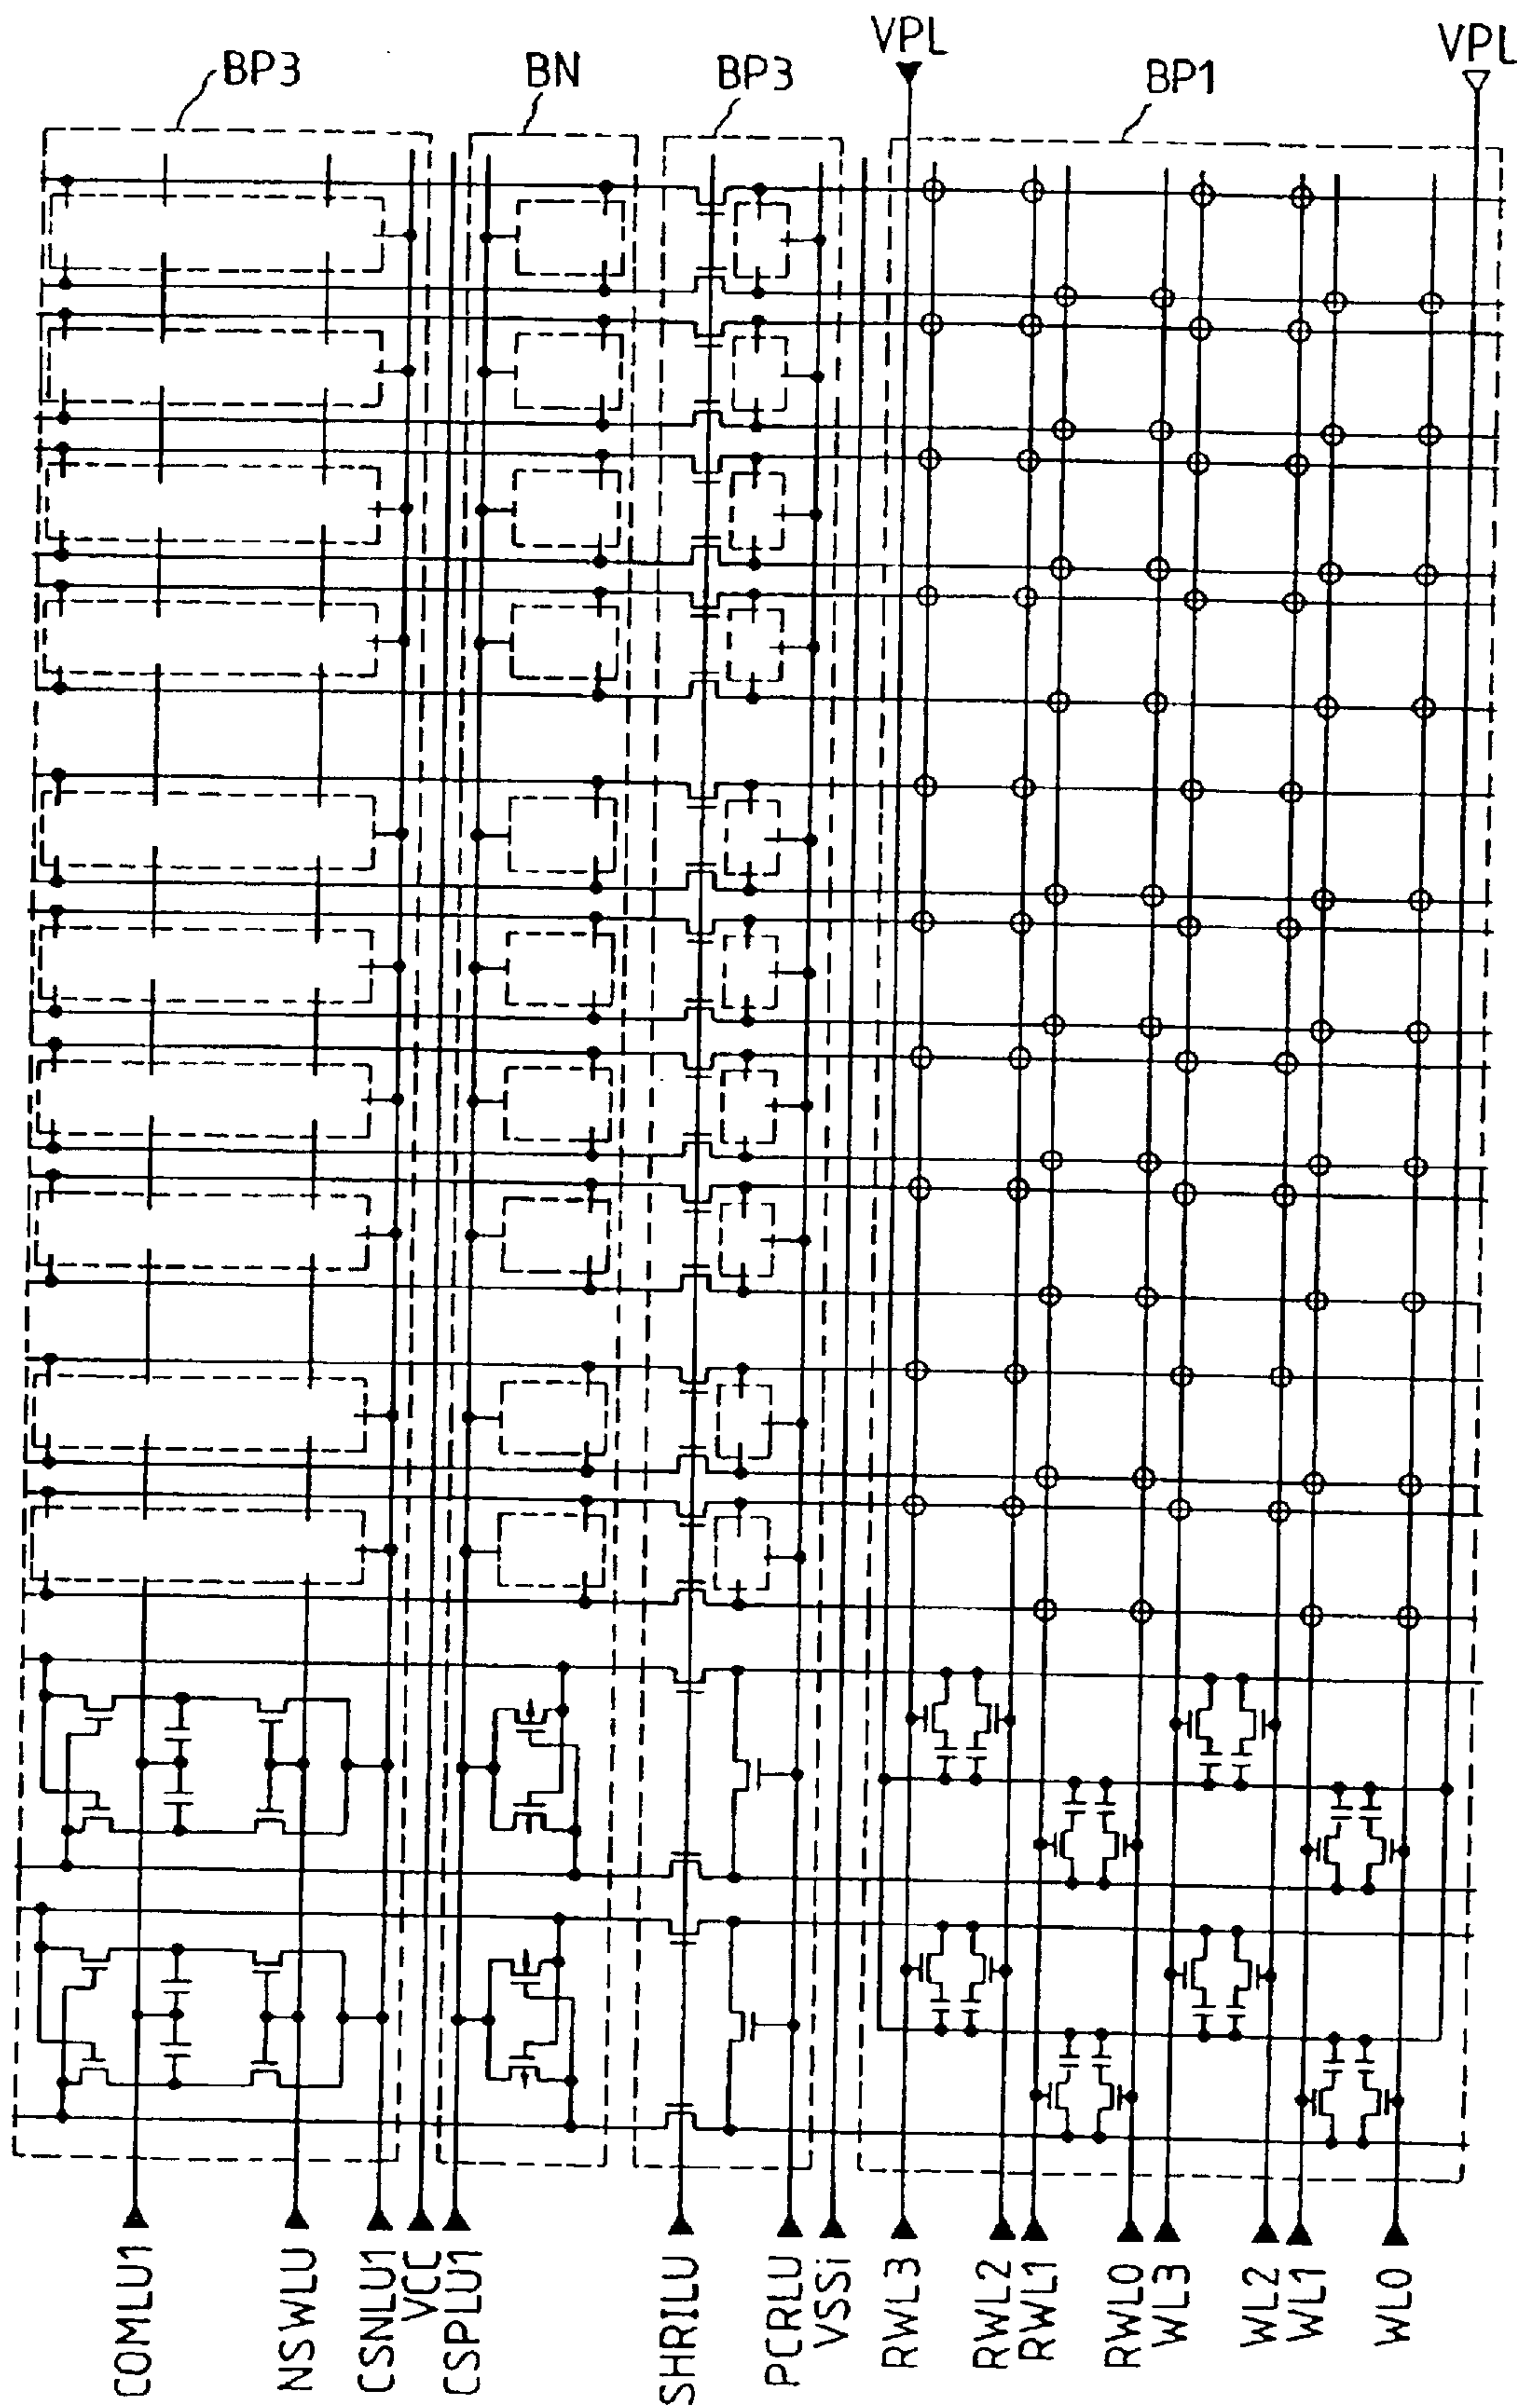 VPL
VPL
BP3
BN
BP3
BP1
COMLU1
NSWLU
CSNLU1
VCC
CSPLU1
SHRILU
PCRLU
VSSi
RWL3
RWL2
RWL1
RWL0
WL3
WL2
WL1
WL0